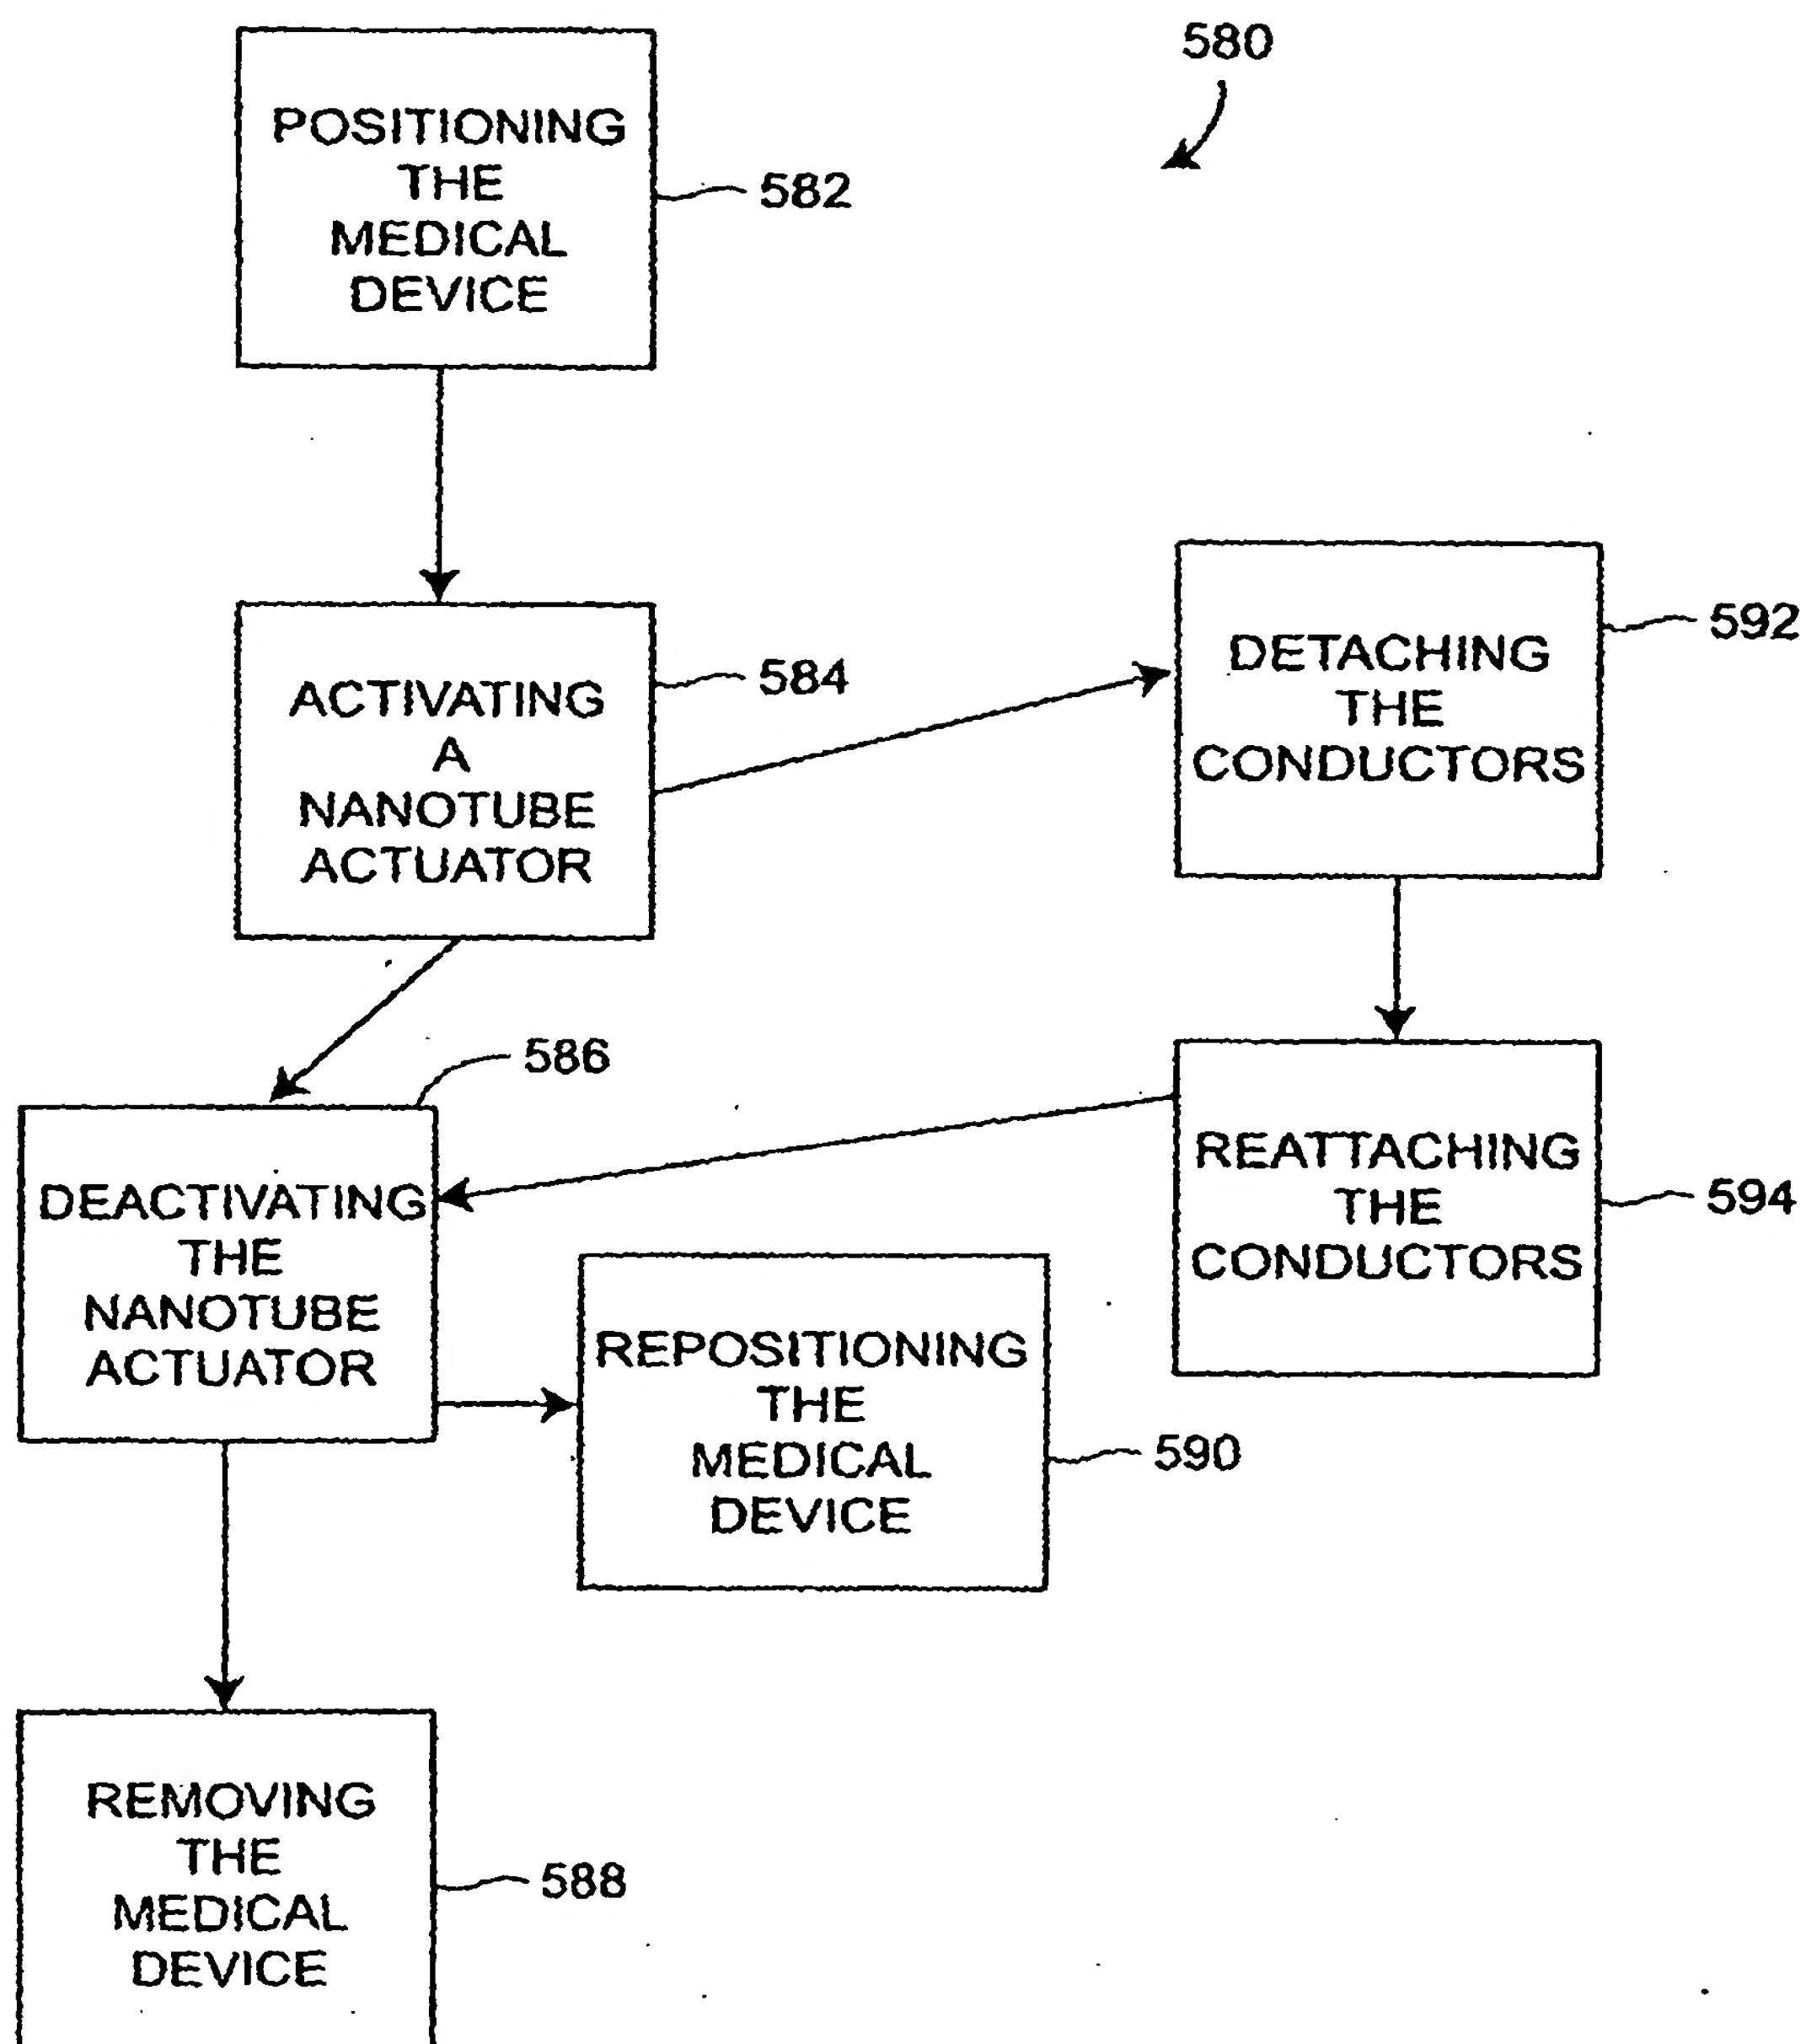 580
POSITIONING
THE
MEDICAL
DEVICE
582
ACTIVATING
A
NANOTUBE
ACTUATOR
584
DETACHING
THE
CONDUCTORS
592
DEACTIVATING
THE
NANOTUBE
ACTUATOR
586
REATTACHING
THE
CONDUCTORS
594
REPOSITIONING
THE
MEDICAL
DEVICE
590
REMOVING
THE
MEDICAL
DEVICE
588